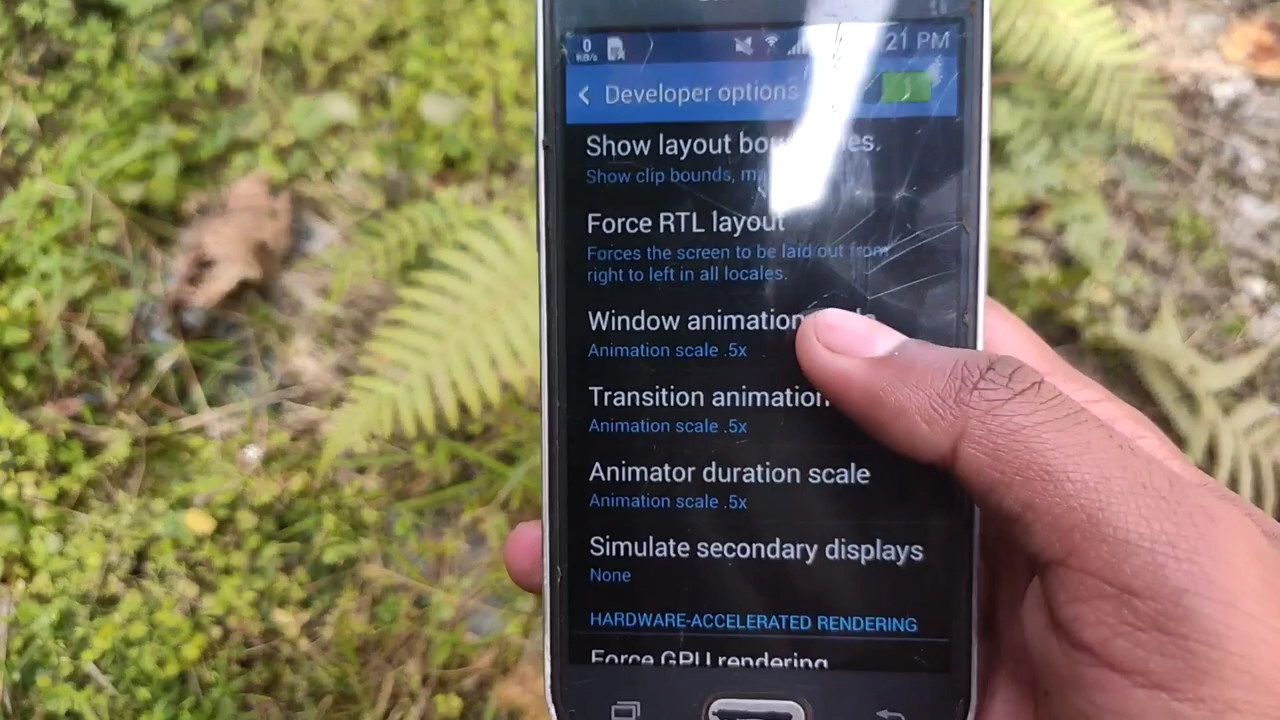 0
KB/s
21 PM
Developer options
Show layout
Show clip bounds,
Force RTL layout
Forces the screen to be laid out from
right to left in all locales.
Window animation
Animation scale .5x
Transition animation
Animation scale .5x
Animator duration scale
Animation scale .5x
Simulate secondary displays
None
HARDWARE-ACCELERATED RENDERING
Force GPU rendering